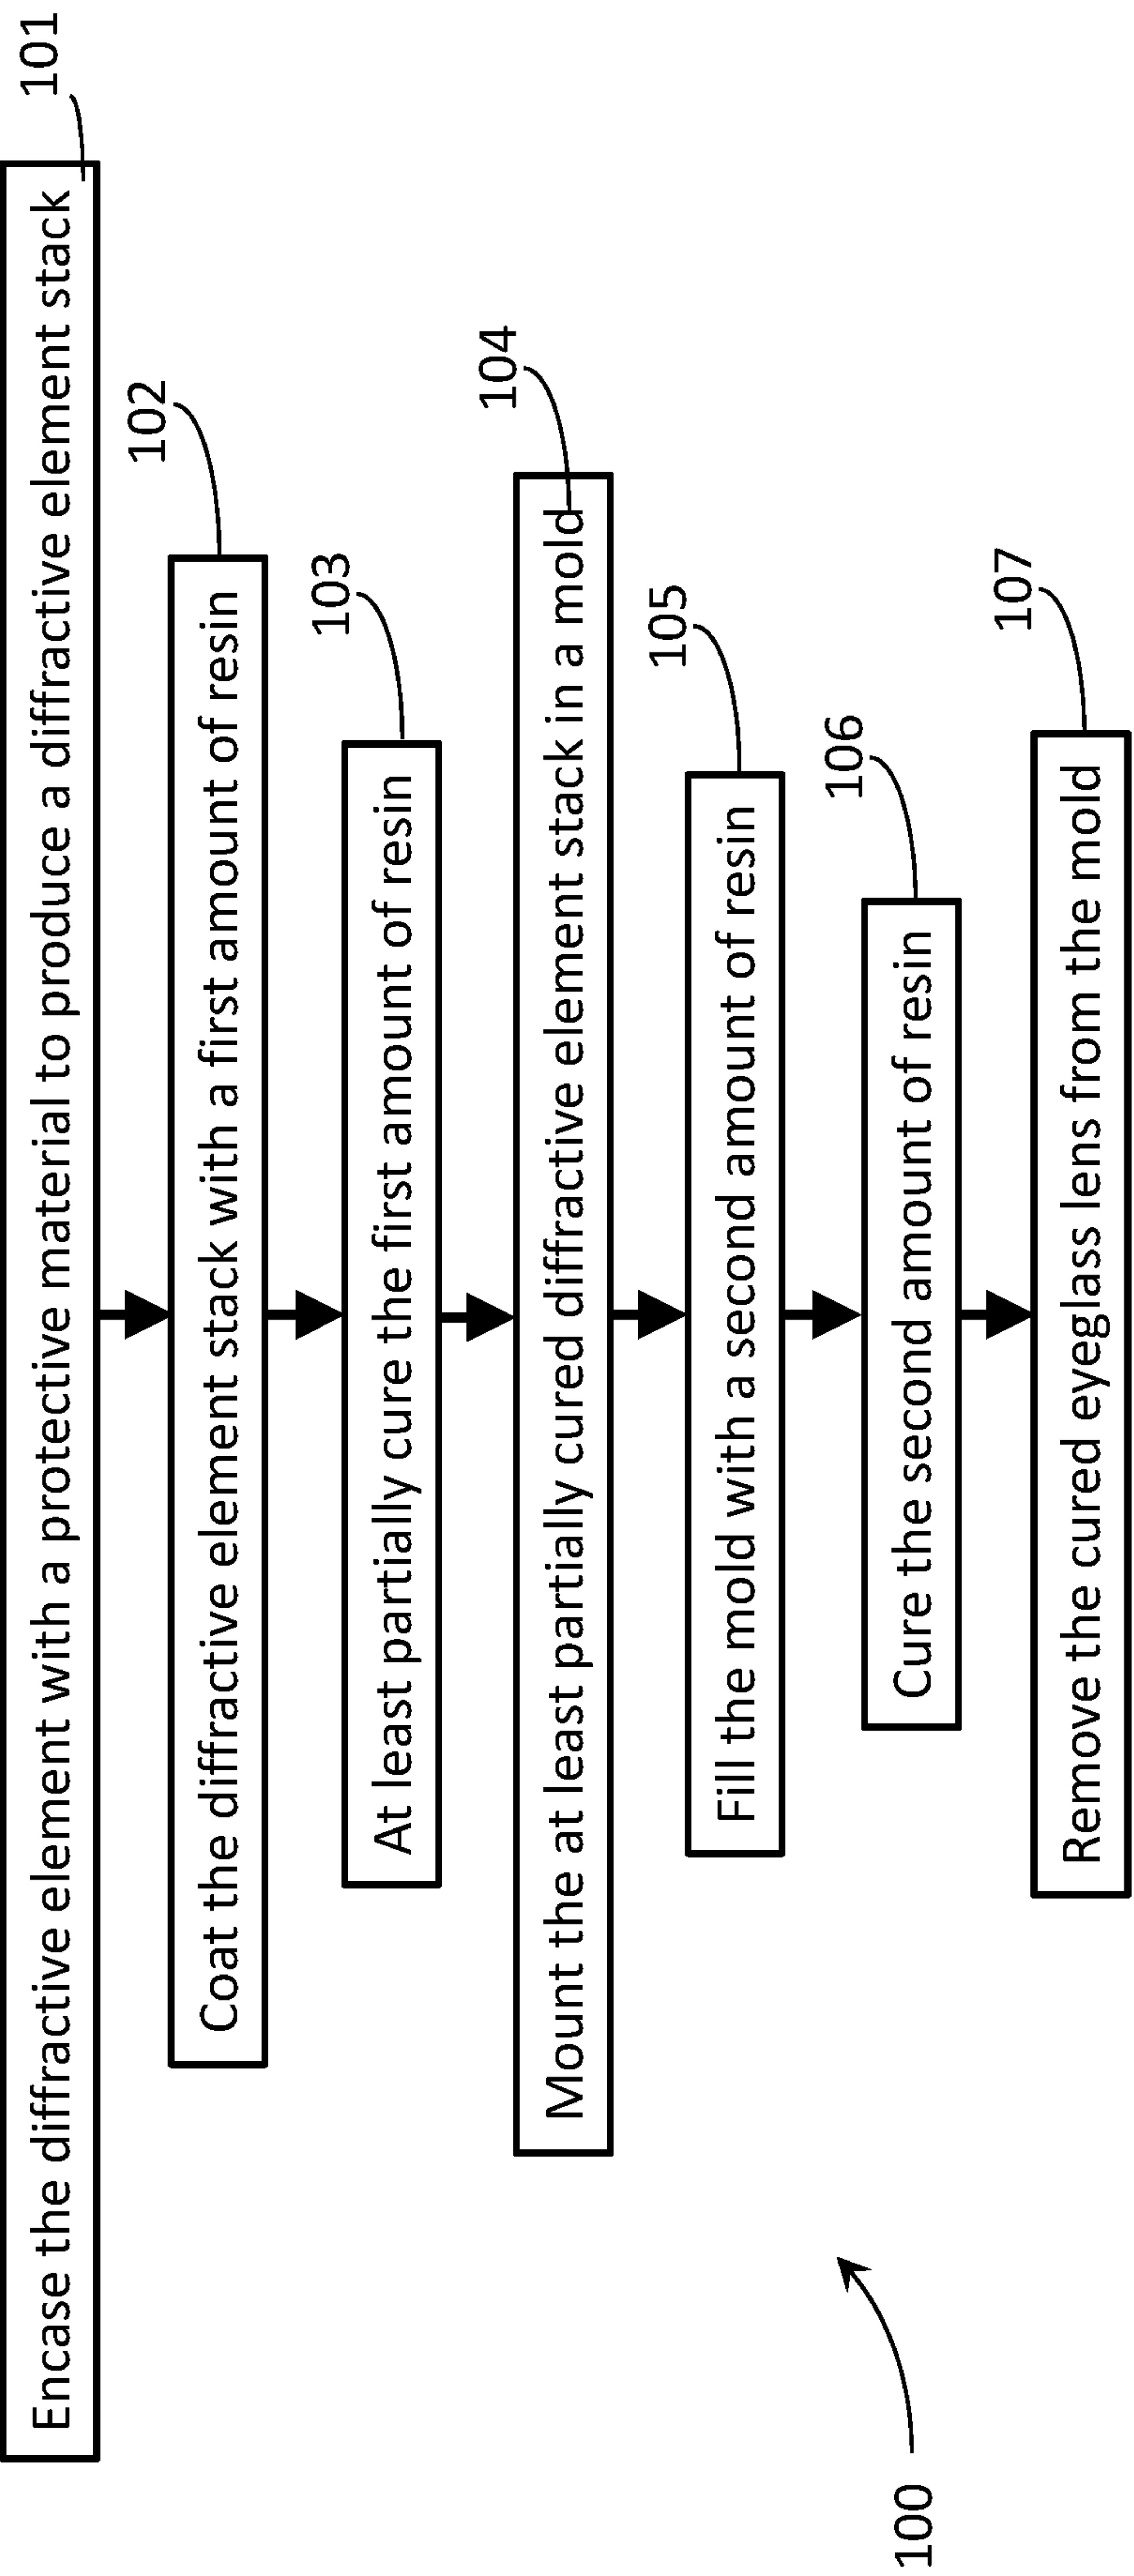 101
Encase the diffractive element with a protective material to produce a diffractive element stack
102
Coat the diffractive element stack with a first amount of resin
103
At least partially cure the first amount of resin
104
Mount the at least partially cured diffractive element stack in a mold
105
Fill the mold with a second amount of resin
106
Cure the second amount of resin
107
Remove the cured eyeglass lens from the mold
100